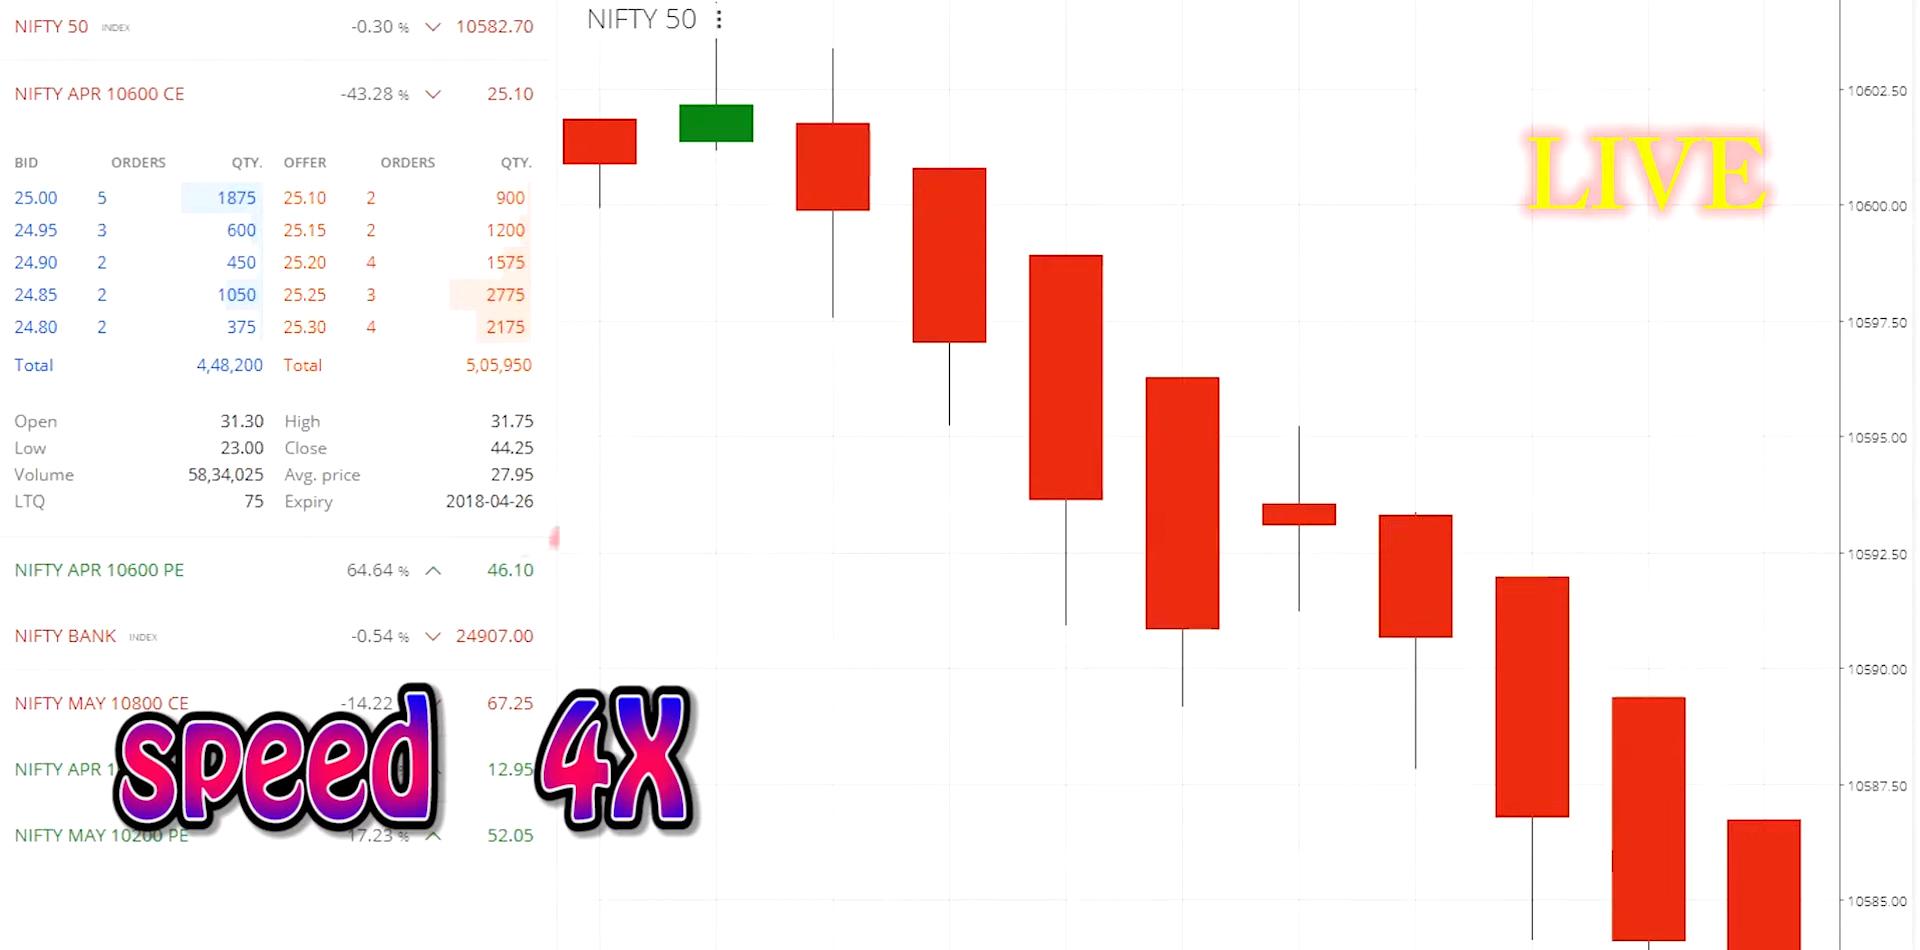 NIFTY 50 INDEX -0.30 % 10582.70
NIFTY APR 10600 CE -43.28 % 25.10
BID ORDERS QTY. OFFER ORDERS QTY.
25.00 5 1875 25.10 2 900
24.95 3 600 25.15 2 1200
24.90 2 450 25.20 4 1575
24.85 2 1050 25.25 3 2775
24.80 2 375 25.30 4 2175
Total 4,48,200 Total 5,05,950
Open 31.30 High 31.75
Low 23.00 Close 44.25
Volume 58,34,025 Avg. price 27.95
LTQ 75 Expiry 2018-04-26
NIFTY APR 10600 PE 64.64 % 46.10
NIFTY BANK INDEX -0.54 % 24907.00
NIFTY MAY 10800 CE -14.22 67.25
NIFTY APR 1 12.95
NIFTY MAY 10200 PE 17.23 % 52.05
speed 4X
NIFTY 50
LIVE
10602.50
10600.00
10597.50
10595.00
10592.50
10590.00
10587.50
10585.00